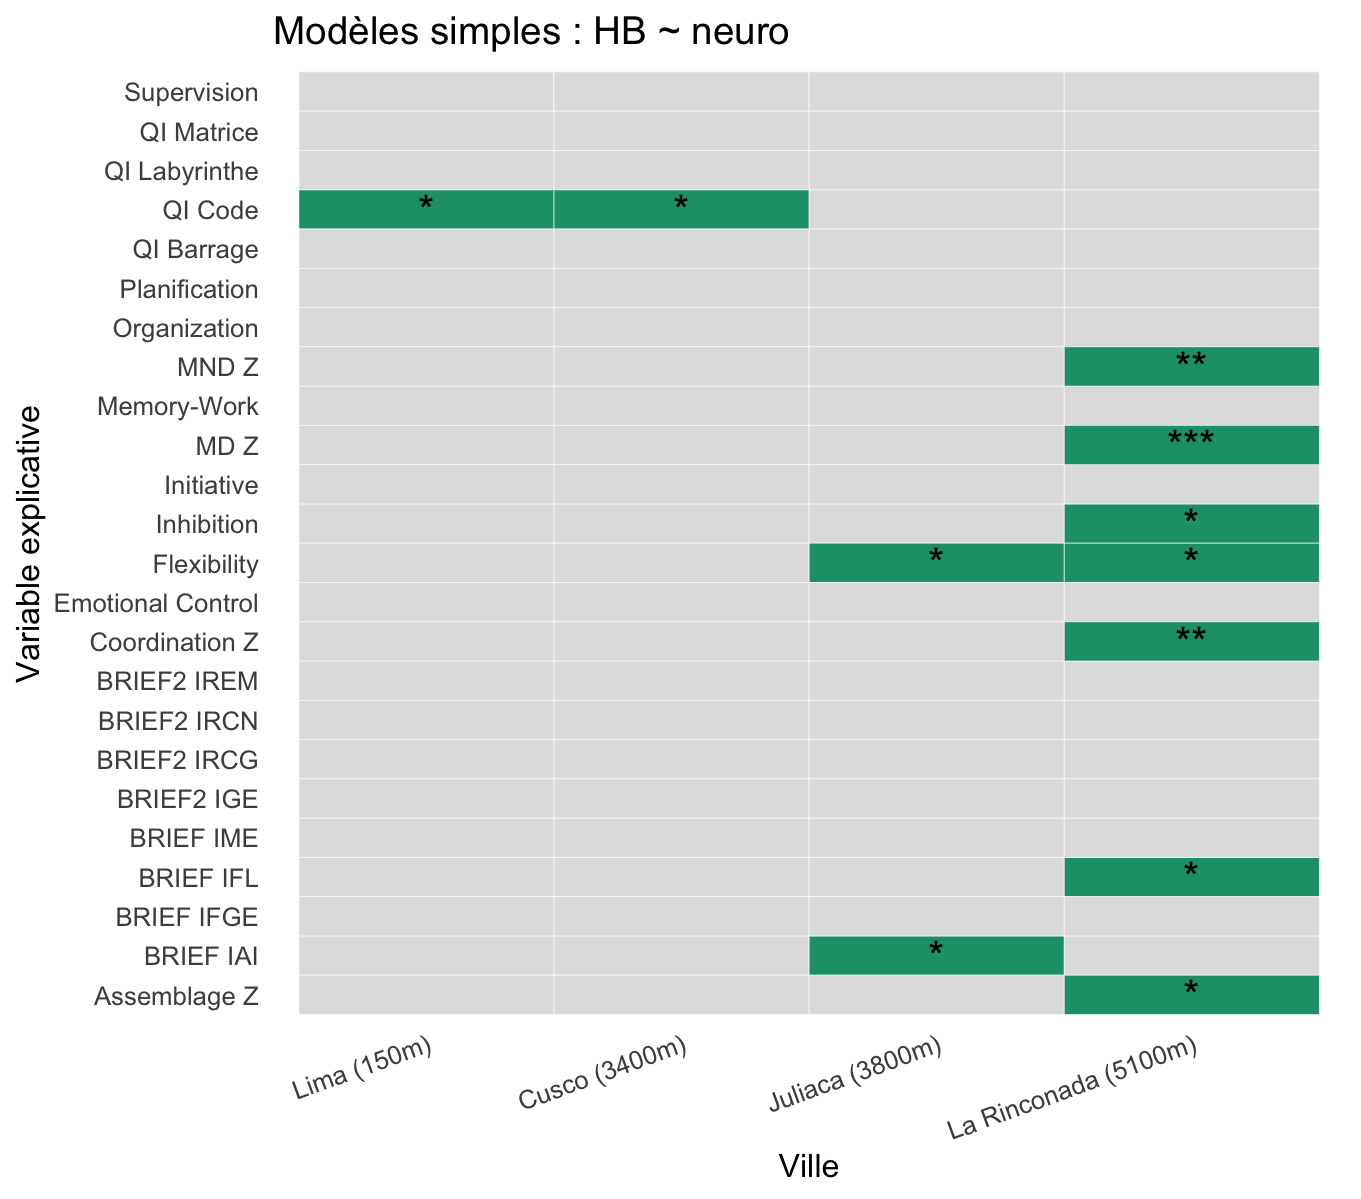 Modèles simples : HB ~ neuro
Variable explicative
Supervision
QI Matrice
QI Labyrinthe
QI Code * *
QI Barrage
Planification
Organization
MND Z **
Memory-Work
MD Z ***
Initiative
Inhibition *
Flexibility * *
Emotional Control
Coordination Z **
BRIEF2 IREM
BRIEF2 IRCN
BRIEF2 IRCG
BRIEF2 IGE
BRIEF IME
BRIEF IFL *
BRIEF IFGE
BRIEF IAI *
Assemblage Z *
Lima (150m)
Cusco (3400m)
Juliaca (3800m)
La Rinconada (5100m)
Ville